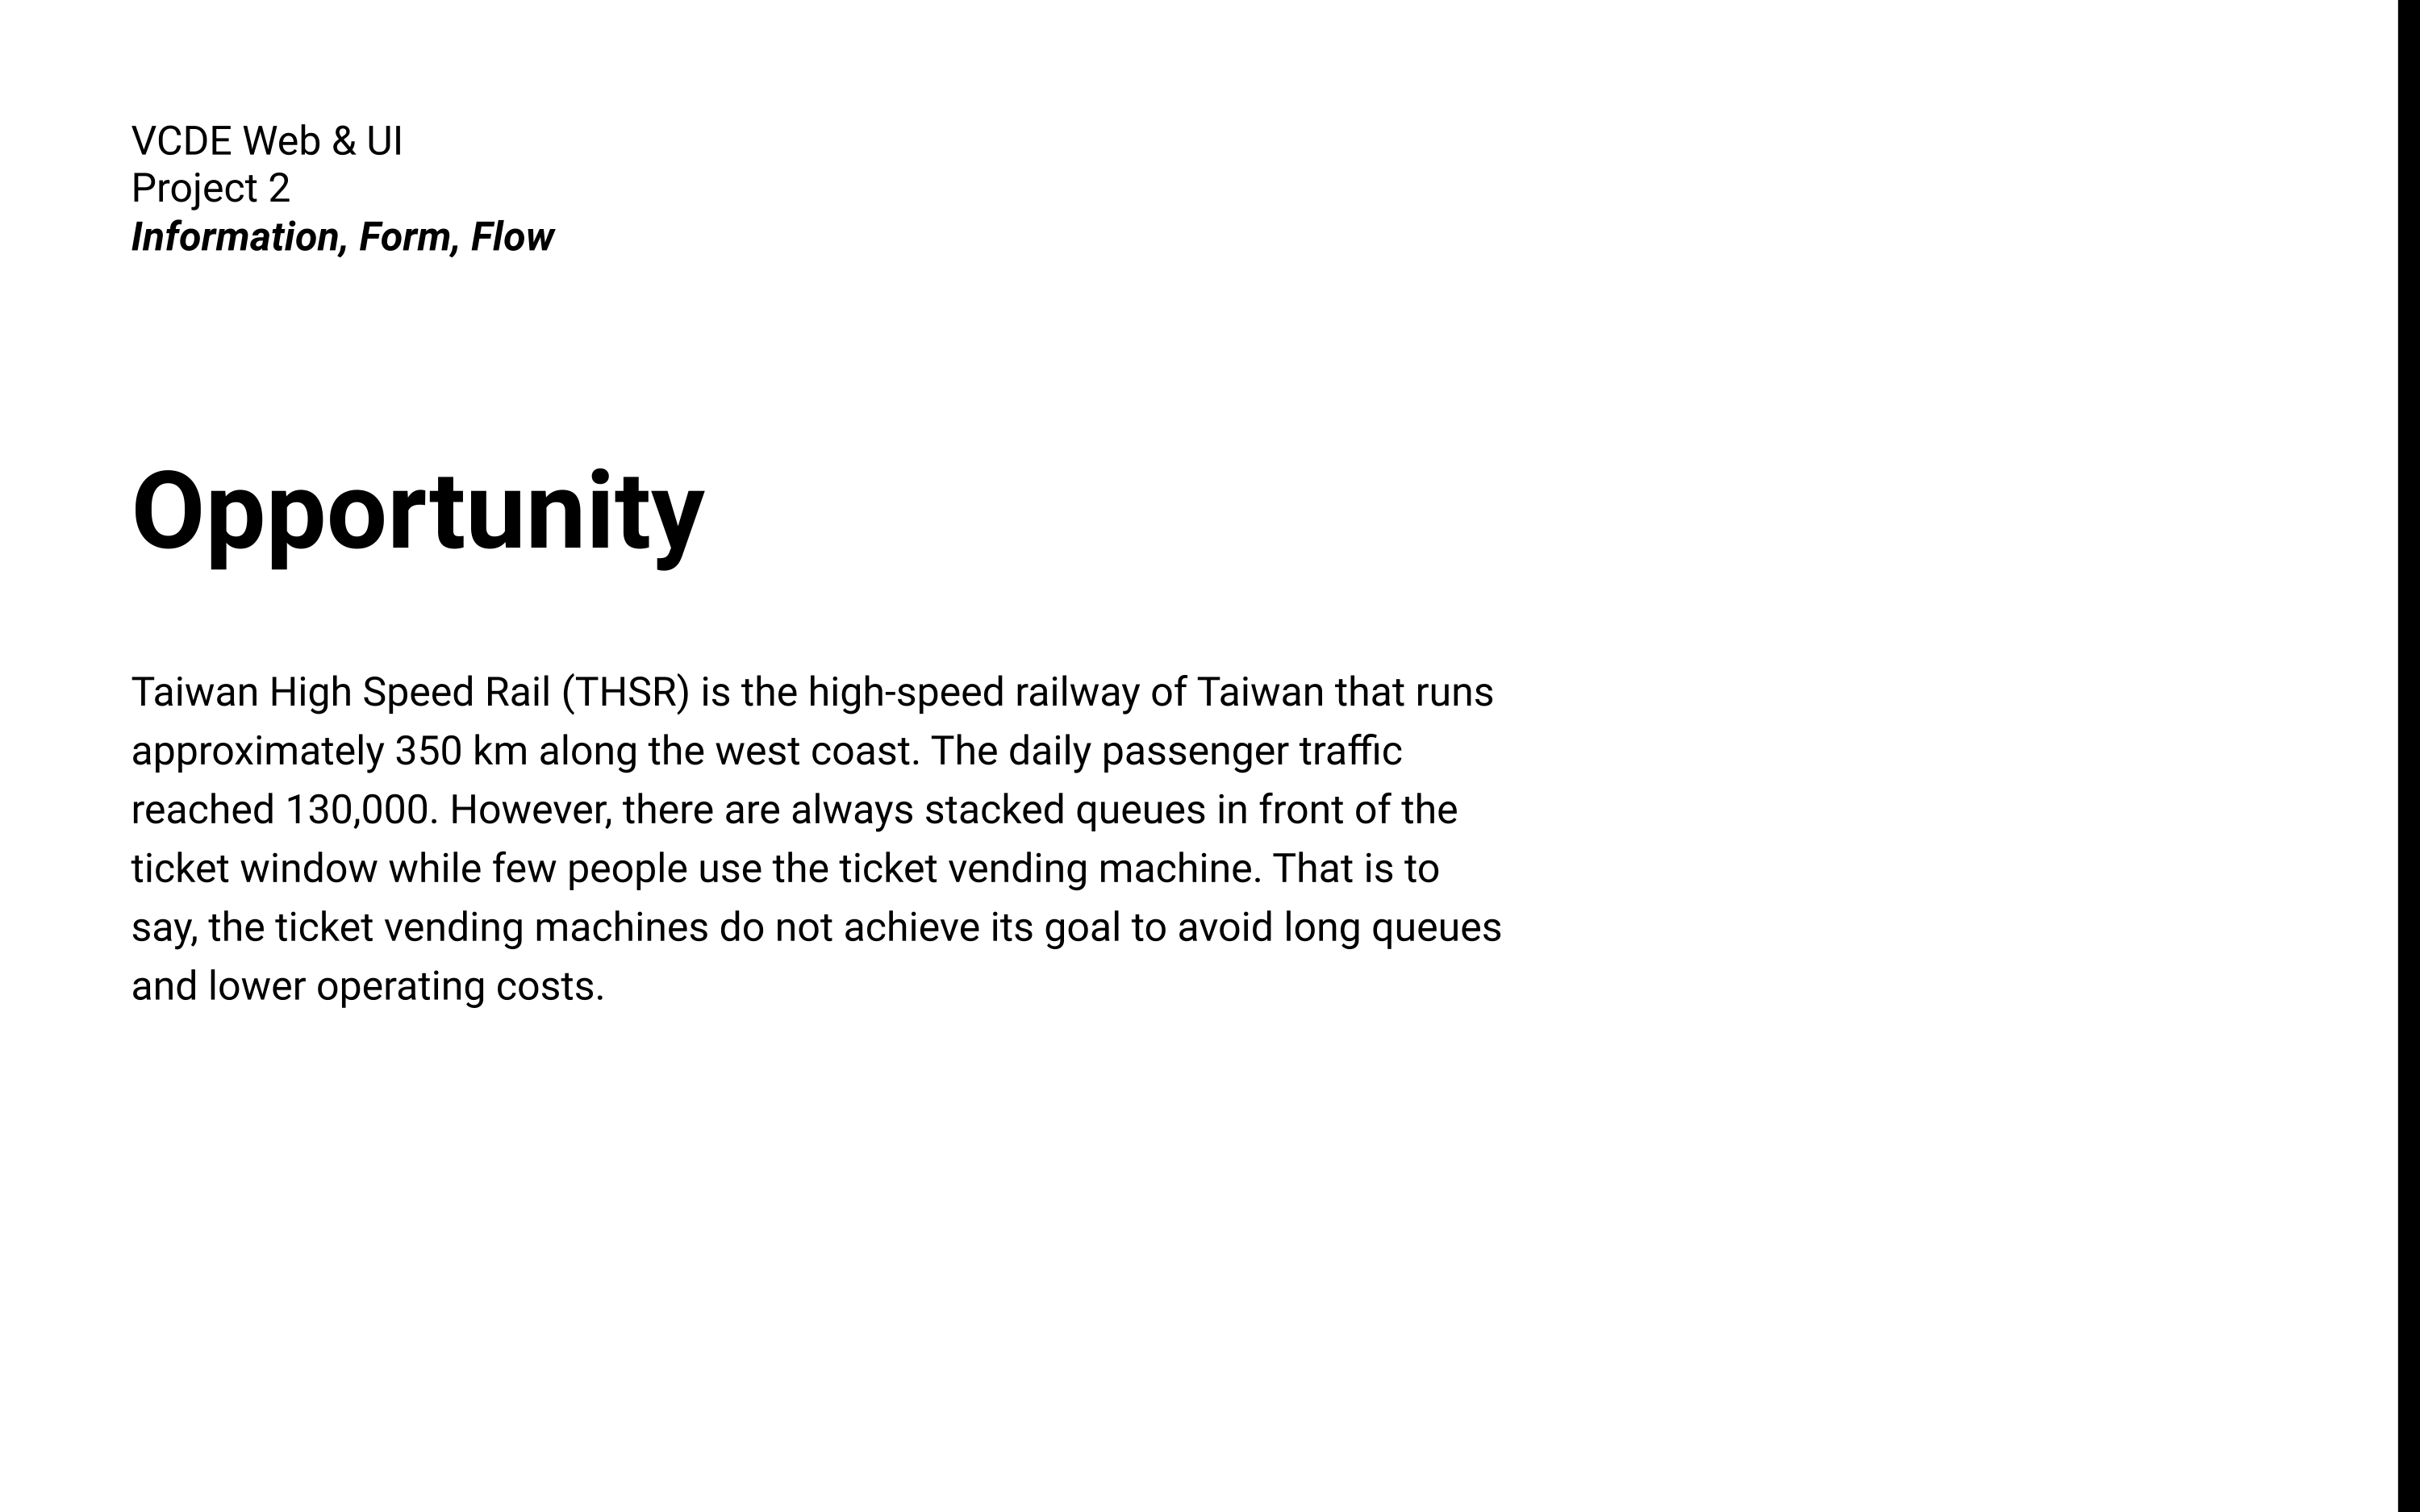 VCDE Web & UI
Project 2
Information, Form, Flow
Opportunity
Taiwan High Speed Rail (THSR) is the high-speed railway of Taiwan that runs
approximately 350 km along the west coast. The daily passenger traffic
reached 130,000. However, there are always stacked queues in front of the
ticket window while few people use the ticket vending machine. That is to
say, the ticket vending machines do not achieve its goal to avoid long queues
and lower operating costs.